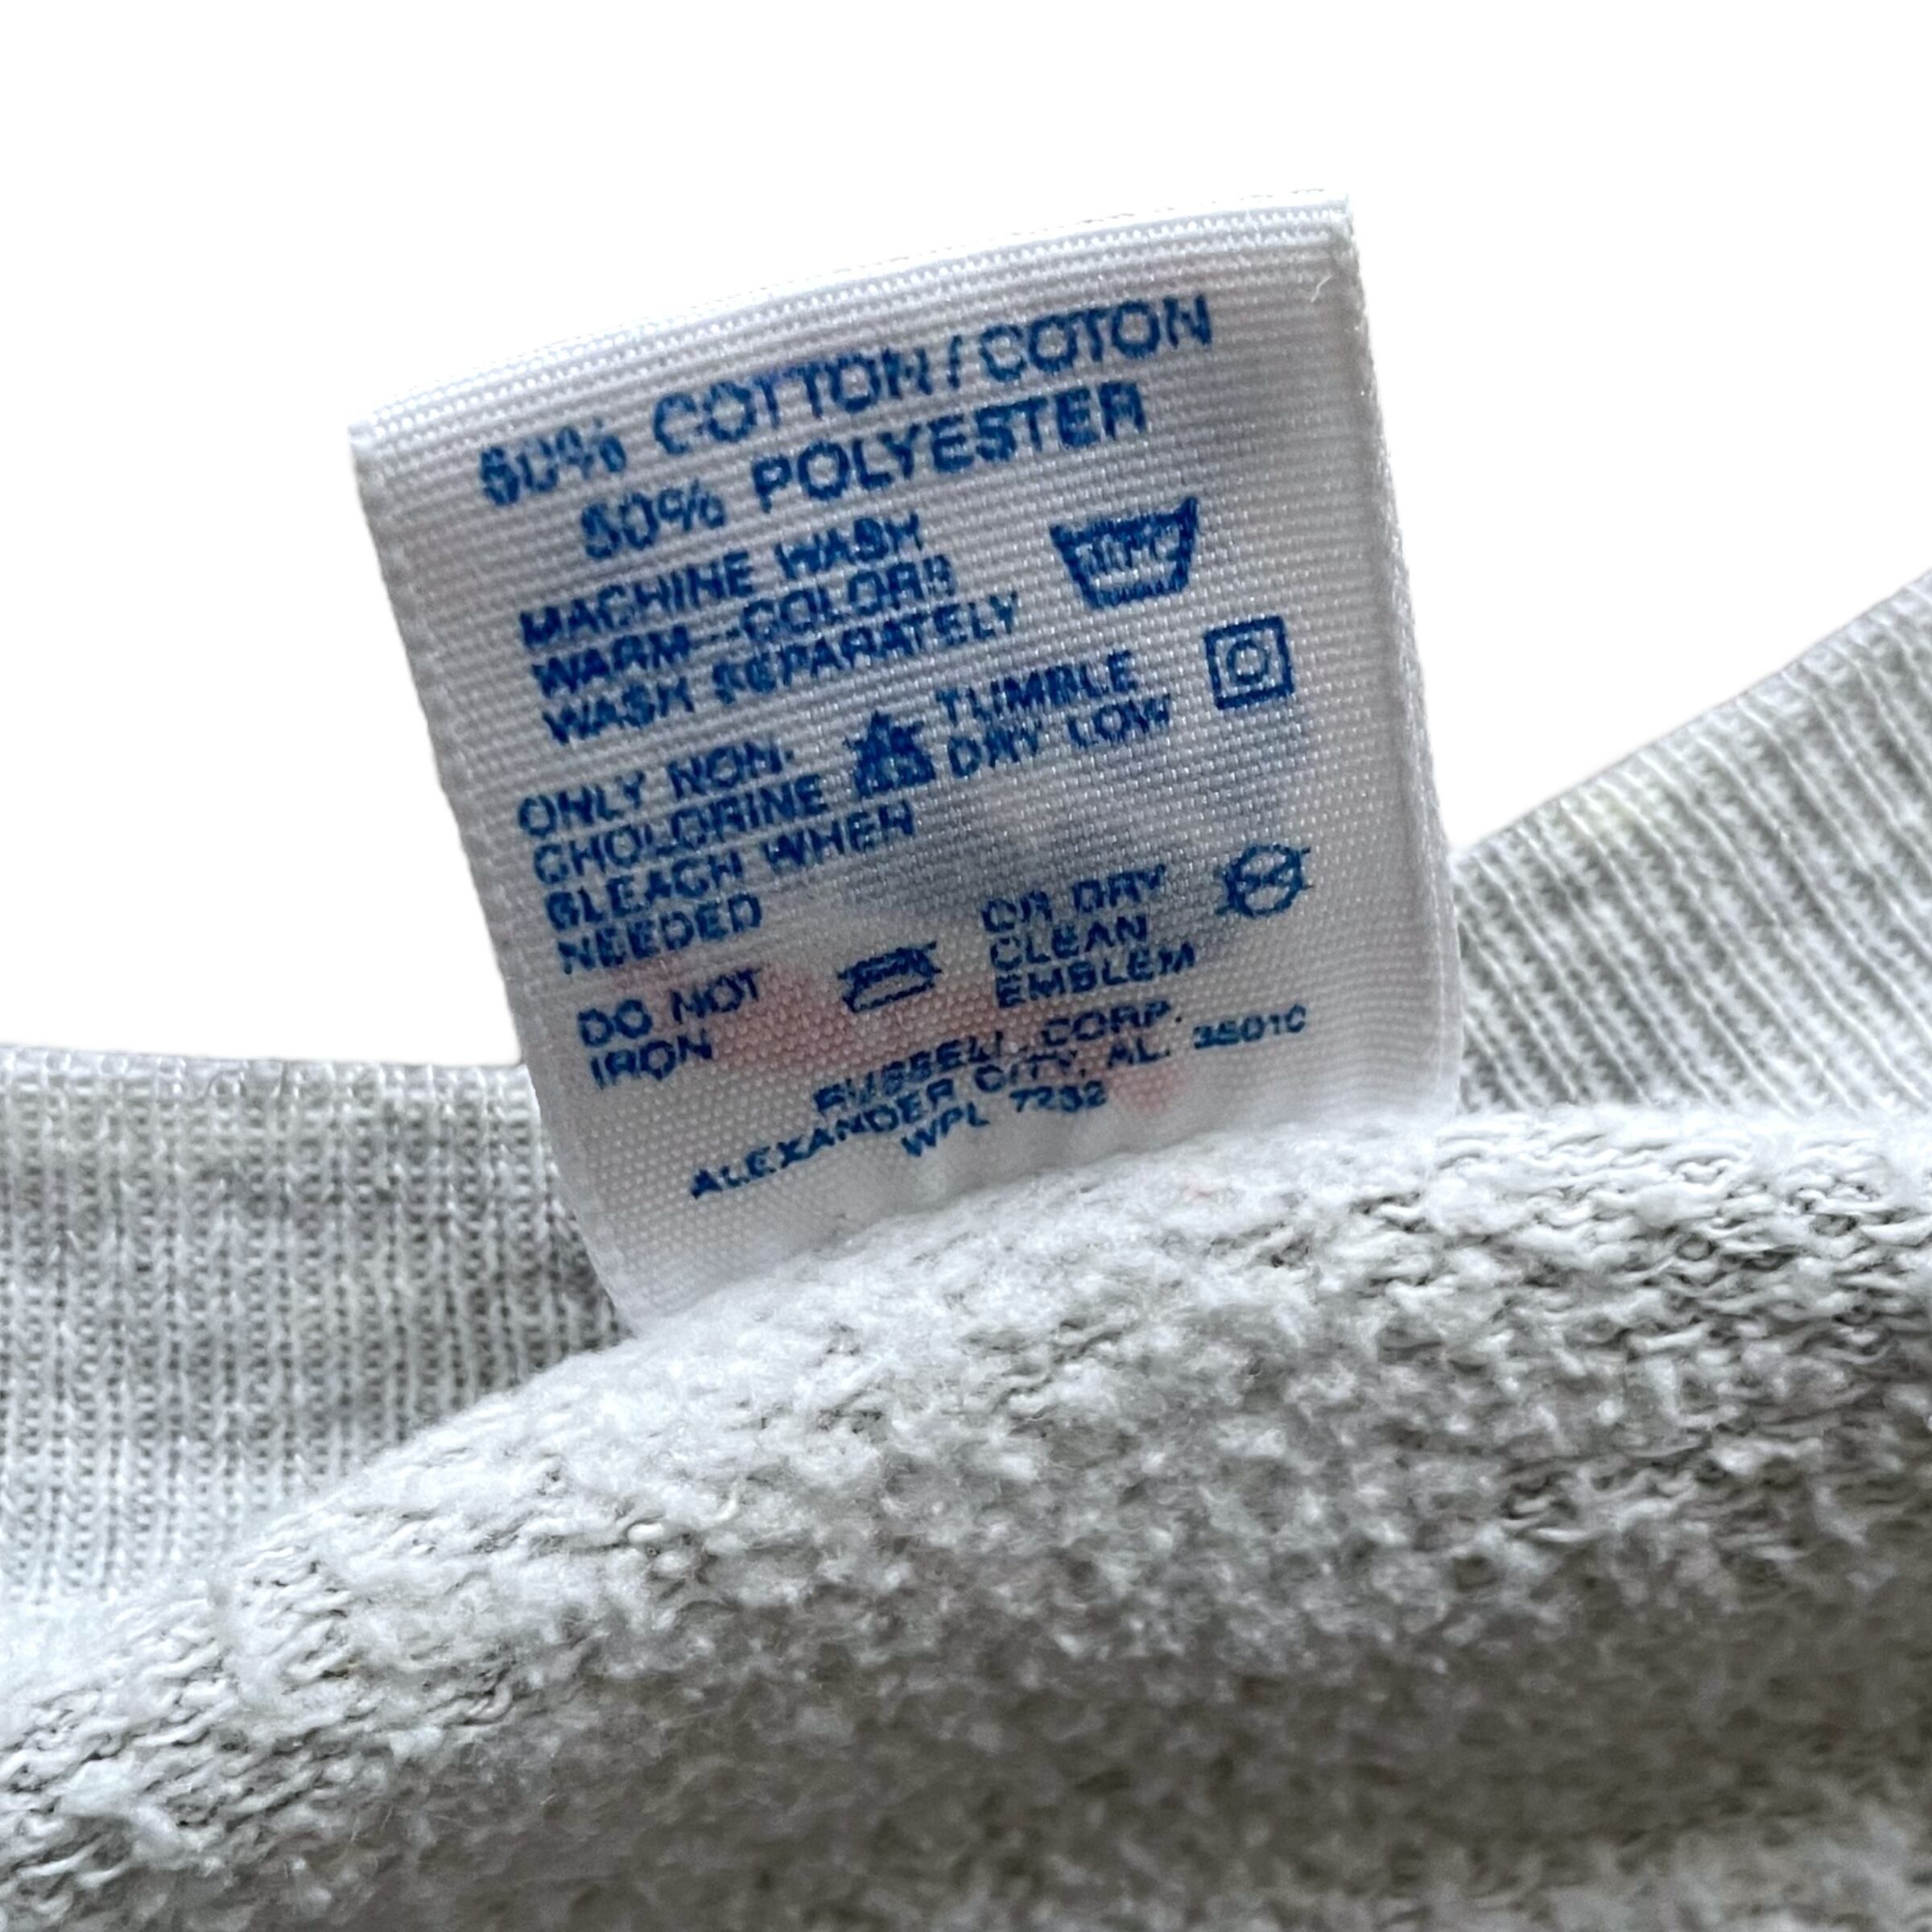 50% COTTON/COTON
50% POLYESTER
MACHINE WASH
WARM—COLORS
WASH SEPARATELY
ONLY NON-
CHOLORINE
BLEACH WHEN
NEEDED
TUMBLE
DRY LOW
DO NOT
IRON
OR DRY
CLEAN
EMBLEM
RUSSELL CORP.
ALEXANDER CITY, AL. 35010
WPL 7232